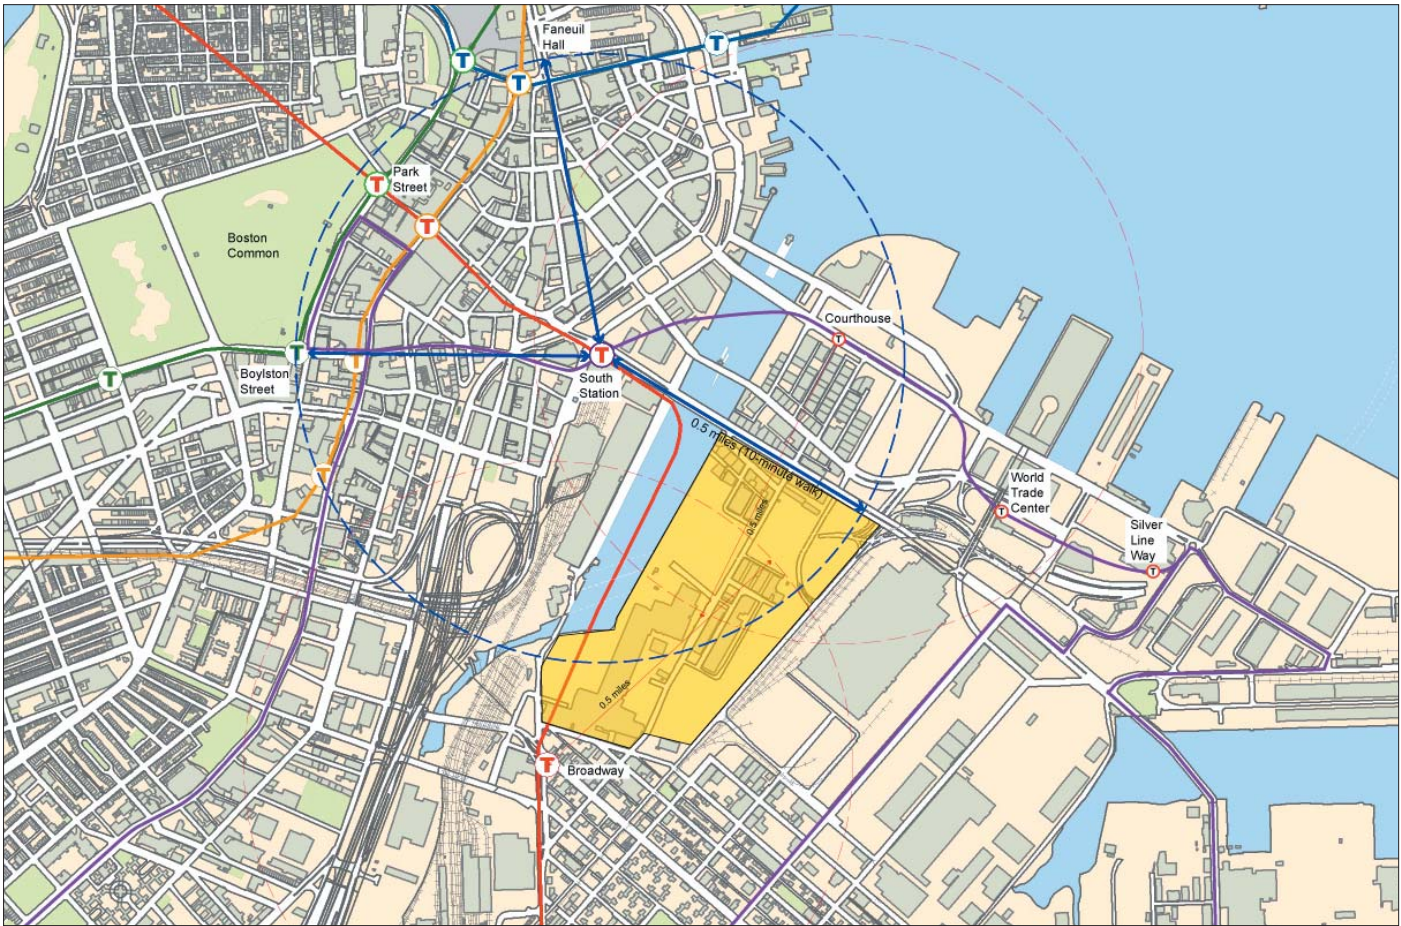 Faneuil
Hall
T
T
T
Park
Street
T
T
Boston
Common
Courthouse
T
T
T
T
T
Boylston
Street
South
Station
0.5 miles (10-minute walk)
T
0.5 miles
World
Trade
Center
T
Silver
Line
Way
T
0.5 miles
T
Broadway